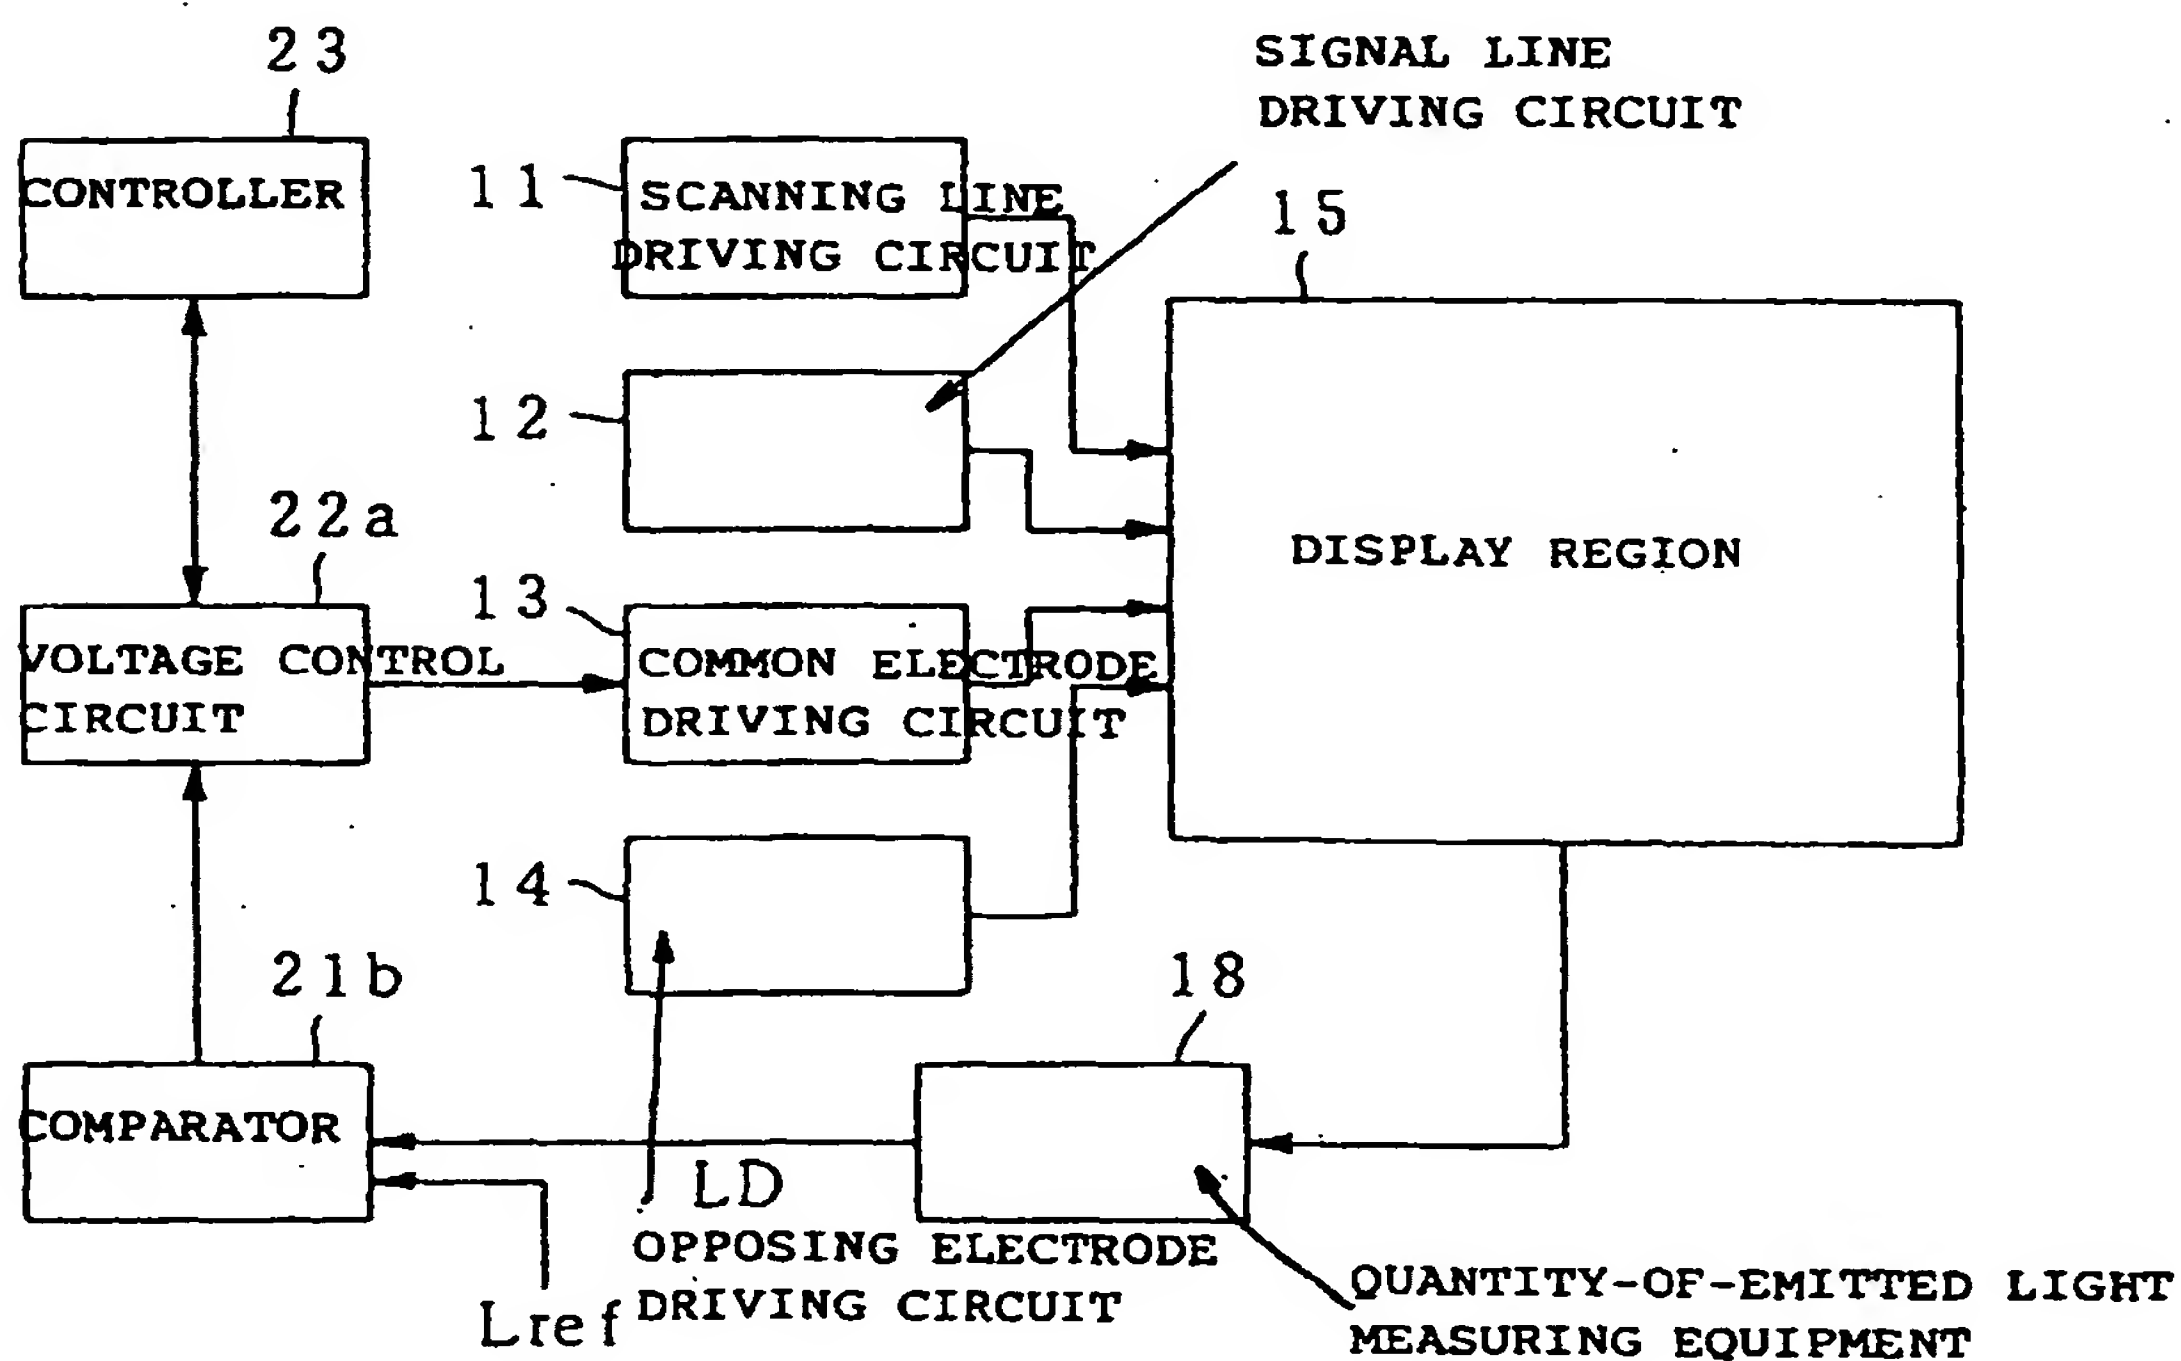 23
SIGNAL LINE
DRIVING CIRCUIT
CONTROLLER
11
SCANNING LINE
DRIVING CIRCUIT
15
12
22a
DISPLAY REGION
13
VOLTAGE CONTROL
CIRCUIT
COMMON ELECTRODE
DRIVING CIRCUIT
14
21b
18
COMPARATOR
LD
OPPOSING ELECTRODE
DRIVING CIRCUIT
Lref
QUANTITY-OF-EMITTED LIGHT
MEASURING EQUIPMENT